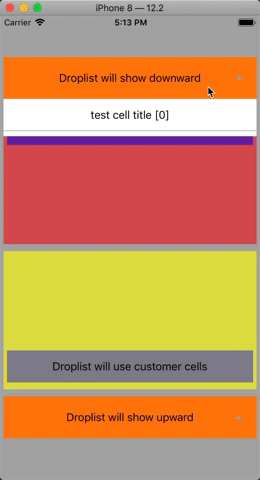 iPhone 8 — 12.2
Carrier 5:13 PM
Droplist will show downward
test cell title [0]
Droplist will use customer cells
Droplist will show upward